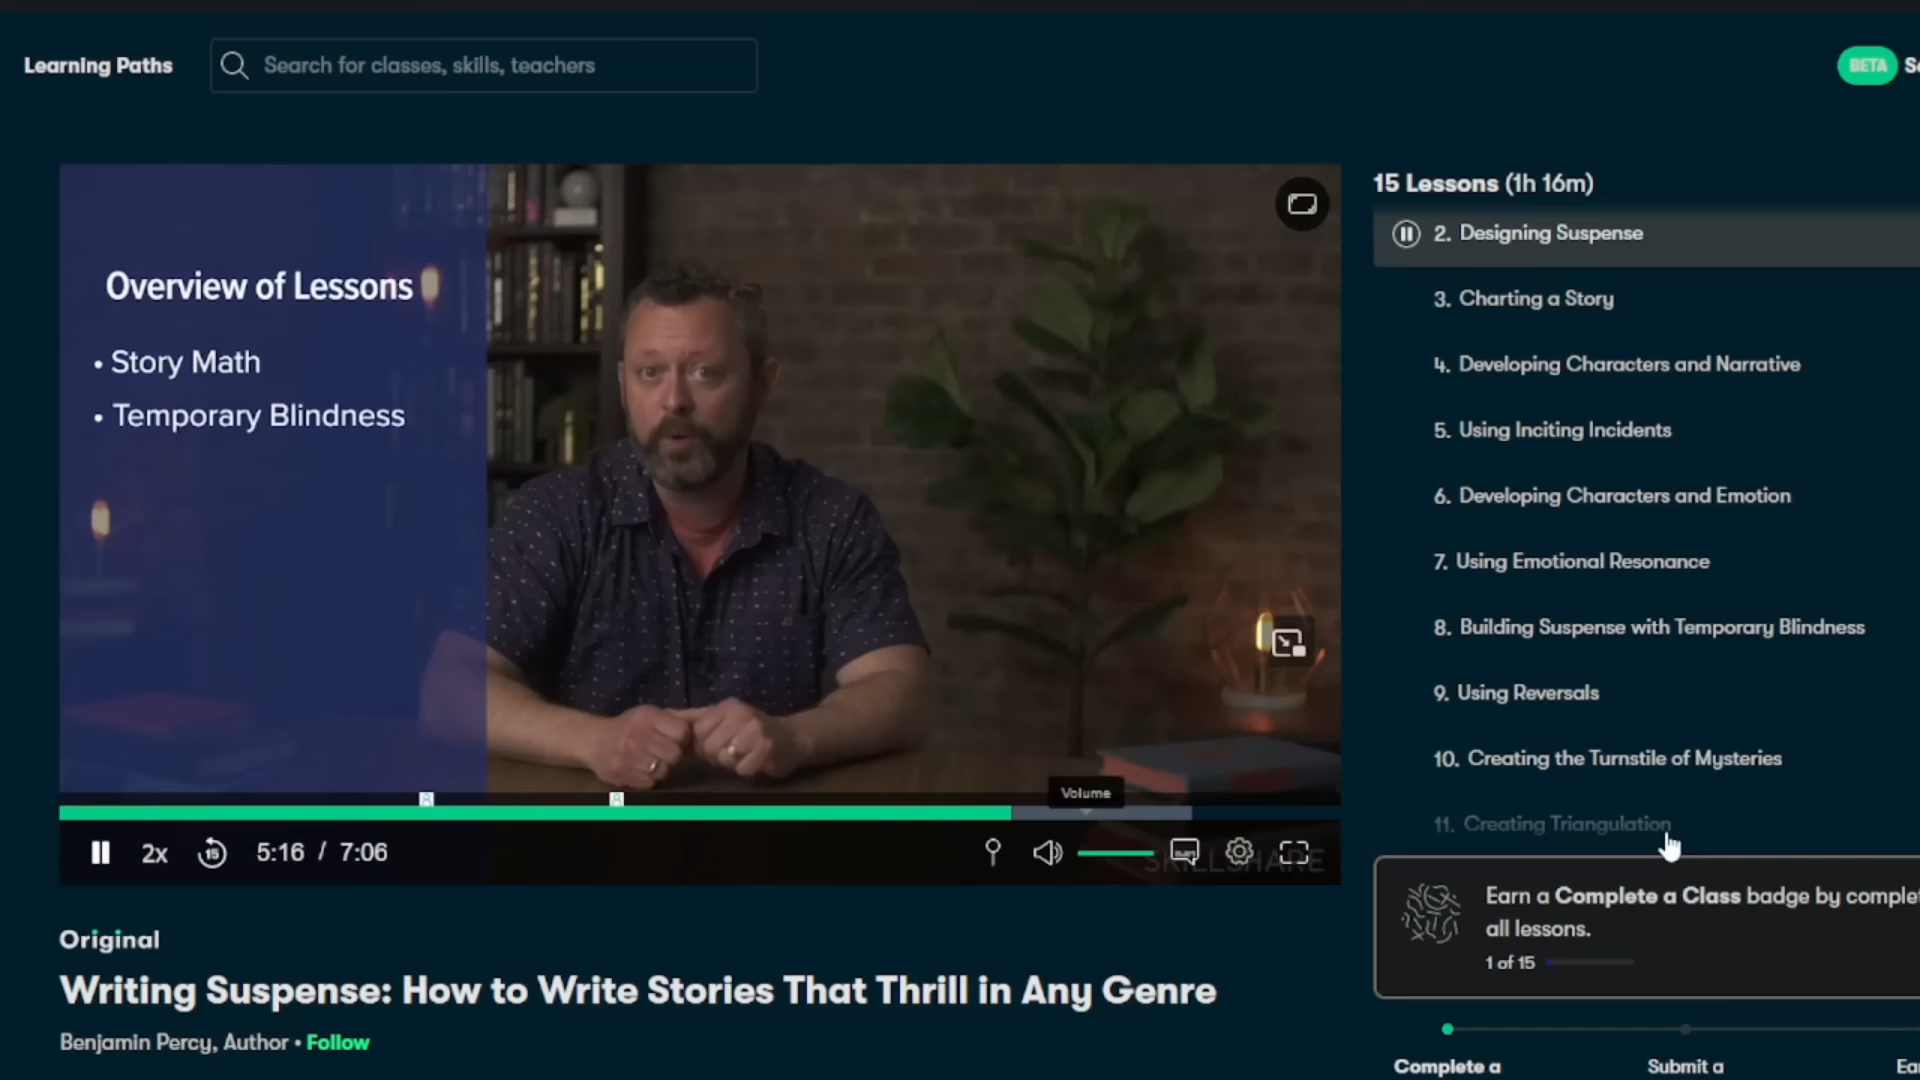 Learning Paths
Search for classes, skills, teachers
BETA
Overview of Lessons
• Story Math
• Temporary Blindness
Volume
2x
15
5:16 / 7:06
SKILLSHARE
Original
Writing Suspense: How to Write Stories That Thrill in Any Genre
Benjamin Percy, Author • Follow
15 Lessons (1h 16m)
2. Designing Suspense
3. Charting a Story
4. Developing Characters and Narrative
5. Using Inciting Incidents
6. Developing Characters and Emotion
7. Using Emotional Resonance
8. Building Suspense with Temporary Blindness
9. Using Reversals
10. Creating the Turnstile of Mysteries
11. Creating Triangulation
Earn a Complete a Class badge by complet
all lessons.
1 of 15
Complete a
Submit a